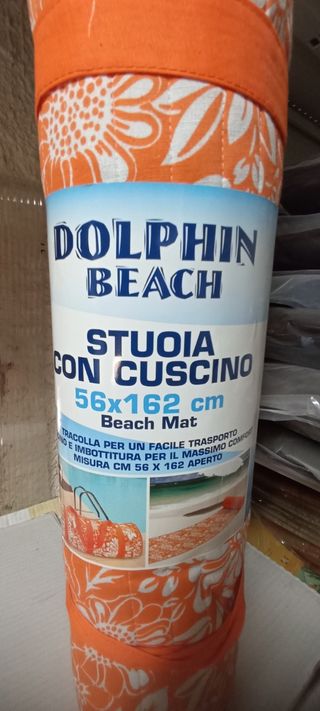 DOLPHIN
BEACH
STUOIA
CON CUSCINO
56x162 cm
Beach Mat
TRACOLLA PER UN FACILE TRASPORTO
E IMBOTTITURA PER IL MASSIMO
MISURA CM 56 X 162 APERTO